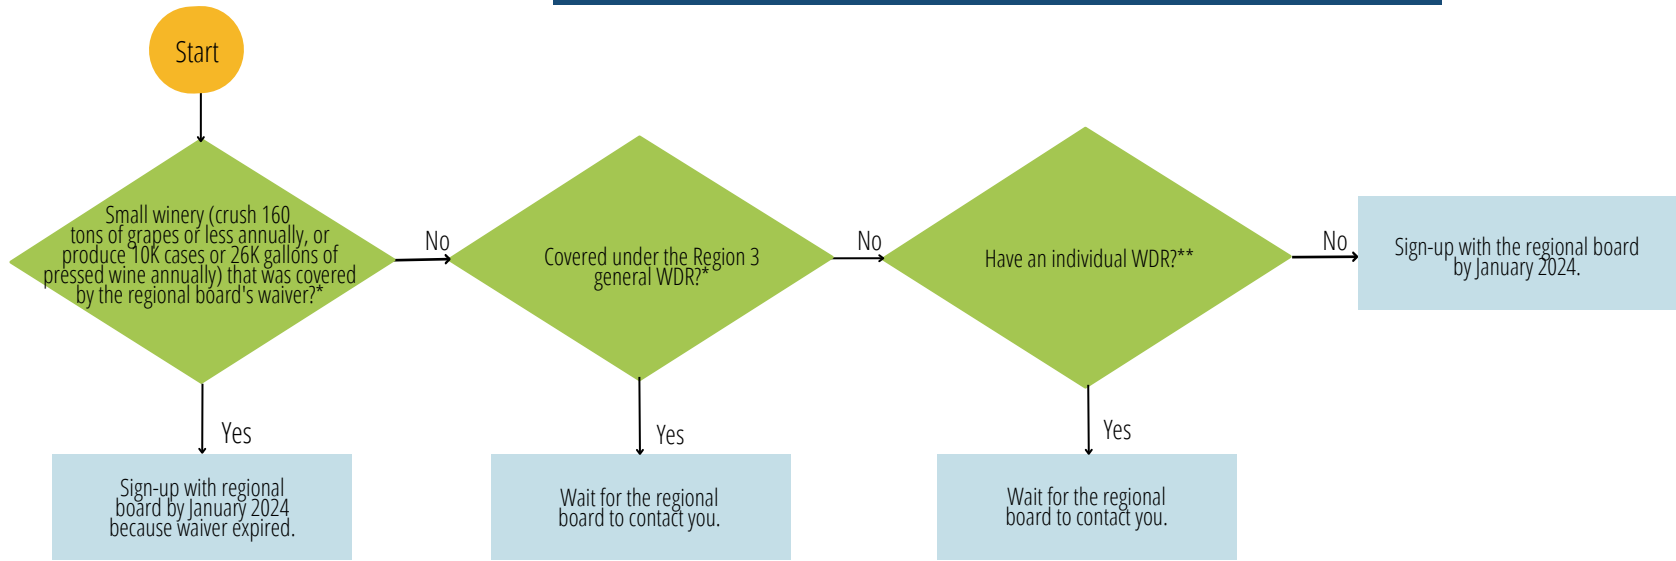 Start
Small winery (crush 160
tons of grapes or less annually, or
produce 10K cases or 26K gallons of
pressed wine annually) that was covered
by the regional board's waiver?*
No
Covered under the Region 3
general WDR?*
No
Have an individual WDR?**
No
Sign-up with the regional board
by January 2024.
Yes
Yes
Yes
Sign-up with regional
board by January 2024
because waiver expired.
Wait for the regional
board to contact you.
Wait for the regional
board to contact you.